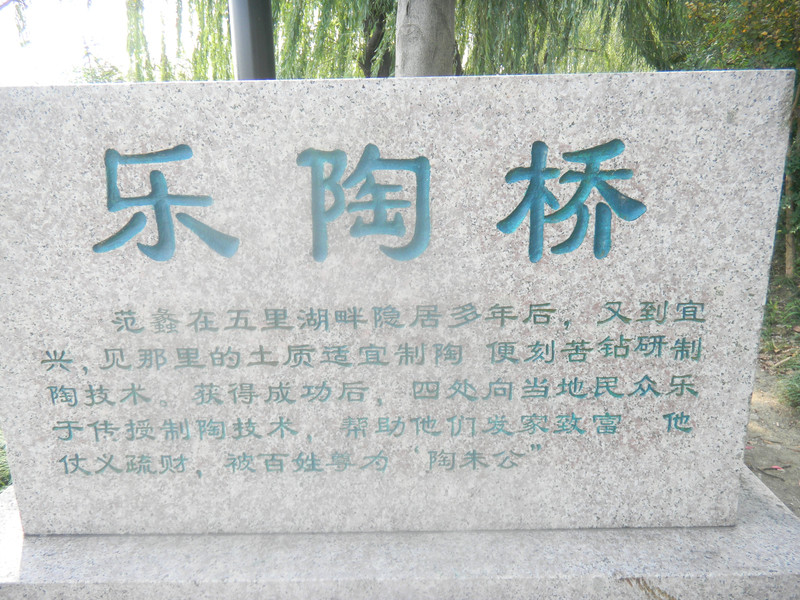 乐陶桥
范蠡在五里湖畔隐居多年后，又到宜
兴，见那里的土质适宜制陶 便刻苦钻研制
陶技术。获得成功后，四处向当地民众乐
于传授制陶技术，帮助他们发家致富 他
仗义疏财，被百姓尊为“陶朱公”